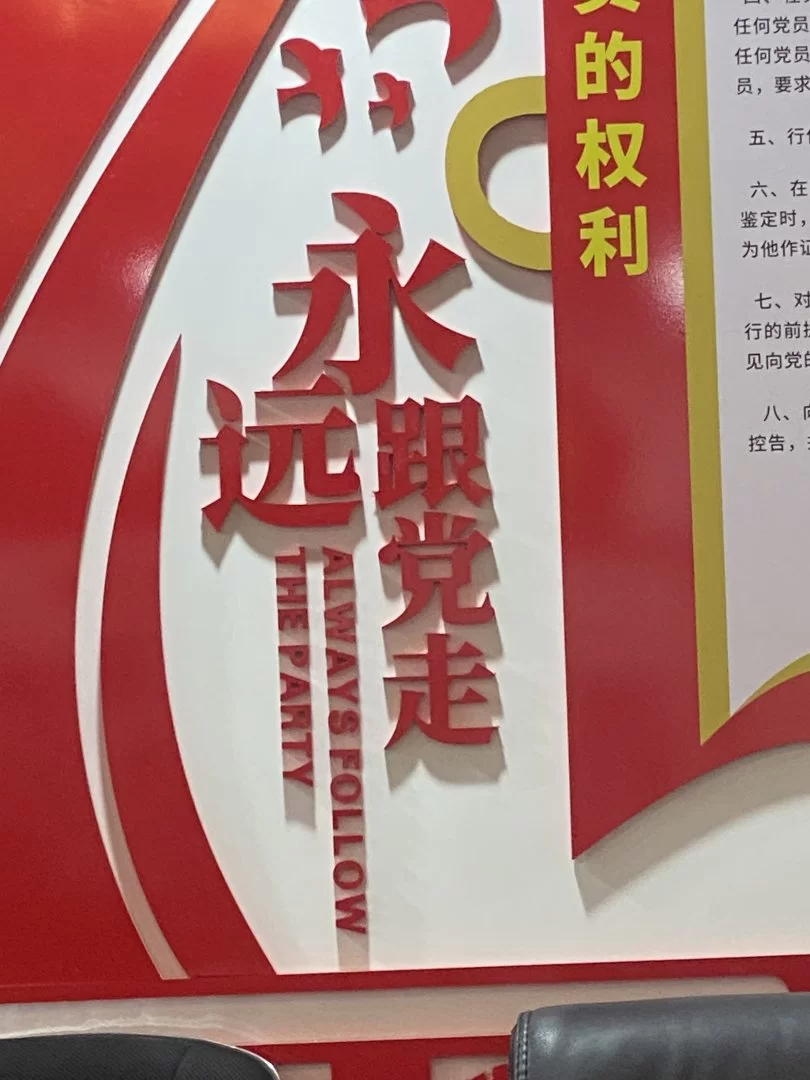 永远
跟党走
ALWAYS FOLLOW
THE PARTY
的权利
任何党员
任何党员
员，要求
五、行
六、在
鉴定时，
为他作证
七、对
行的前提
见向党的
八、向
控告，